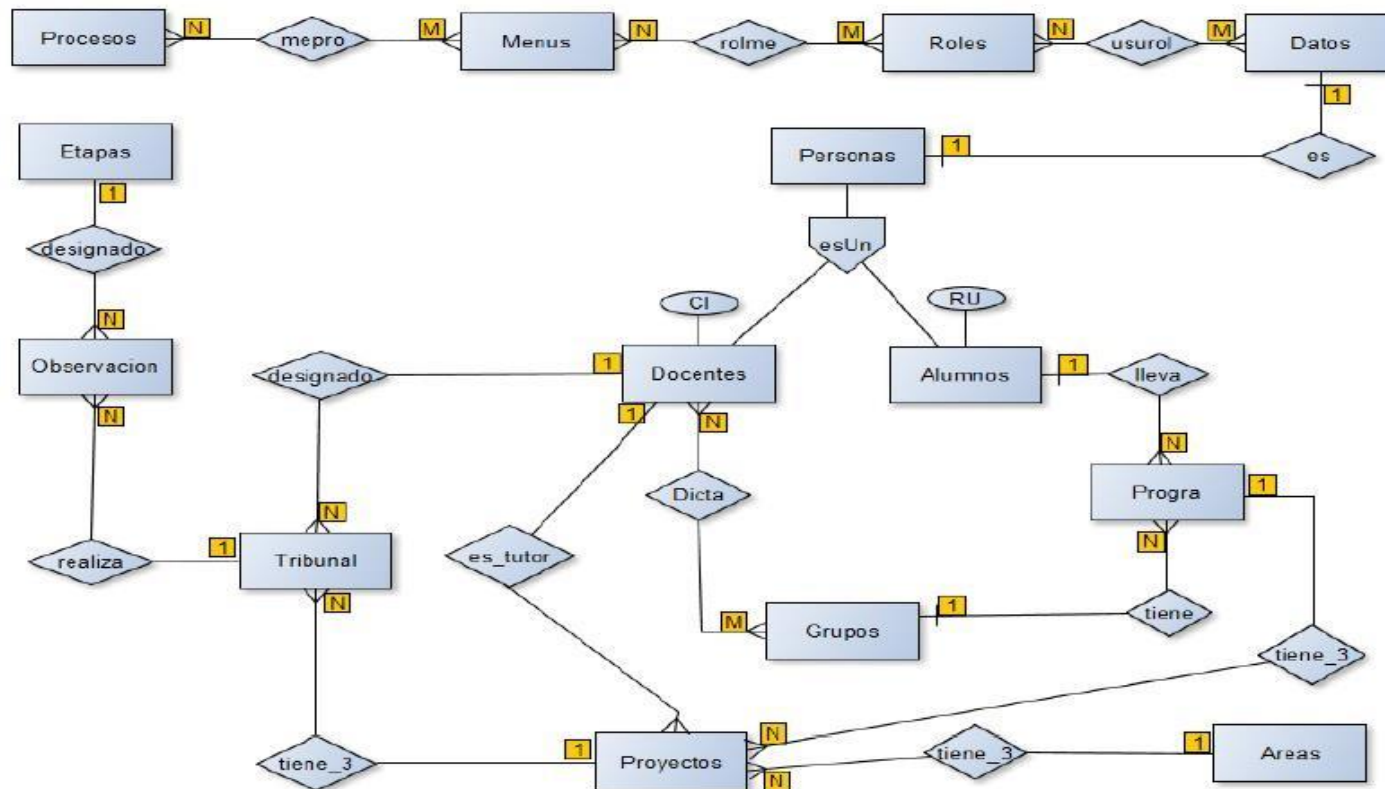 Procesos N mepro M Menus N rolme M Roles N usurol M Datos
1
Etapas
Personas 1 es
1
designado
esUn
N
CI RU
Observacion
designado 1 Docentes Alumnos 1 lleva
N
1 N
N
Dicta
Progra 1
N
N
realiza 1 Tribunal
es_tutor
N
M Grupos 1 tiene
tiene_3
N
tiene_3 1 Proyectos
tiene_3 1 Areas
N